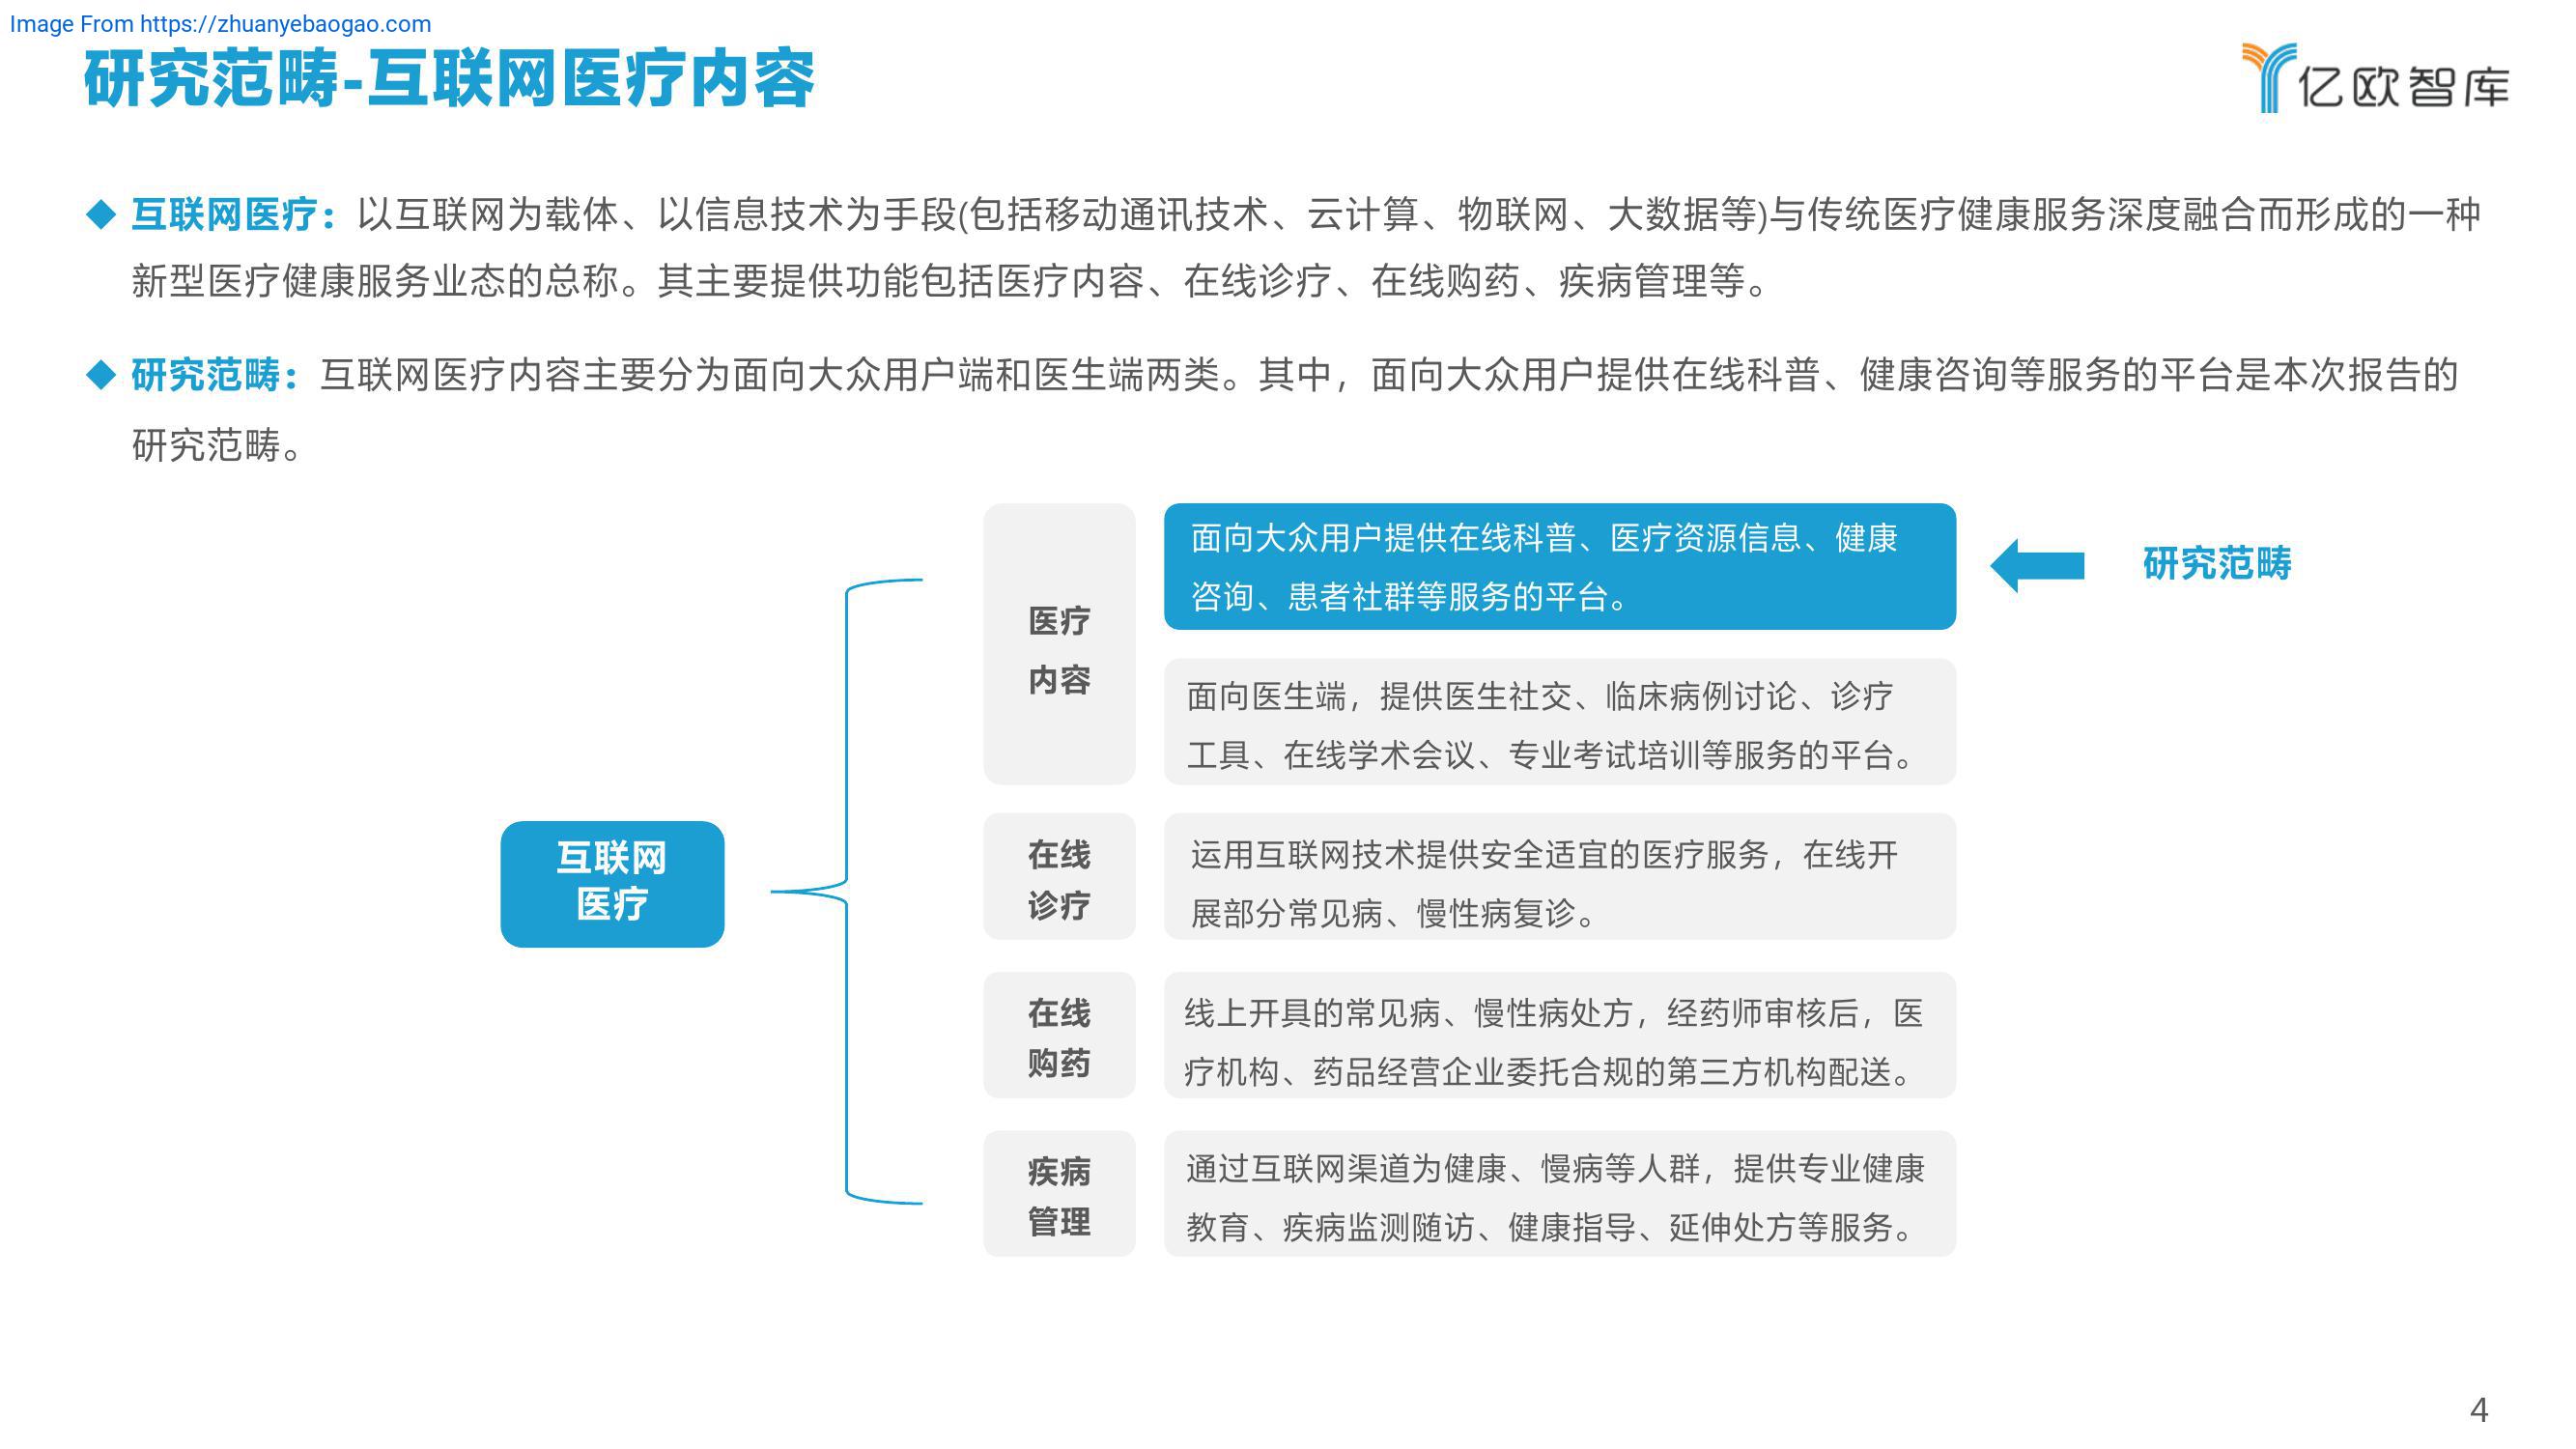 Image From https://zhuanyebaogao.com
研究范畴-互联网医疗内容
亿欧智库
互联网医疗：以互联网为载体、以信息技术为手段(包括移动通讯技术、云计算、物联网、大数据等)与传统医疗健康服务深度融合而形成的一种
新型医疗健康服务业态的总称。其主要提供功能包括医疗内容、在线诊疗、在线购药、疾病管理等。
研究范畴：互联网医疗内容主要分为面向大众用户端和医生端两类。其中，面向大众用户提供在线科普、健康咨询等服务的平台是本次报告的
研究范畴。
互联网
医疗
医疗
内容
面向大众用户提供在线科普、医疗资源信息、健康
咨询、患者社群等服务的平台。
研究范畴
面向医生端，提供医生社交、临床病例讨论、诊疗
工具、在线学术会议、专业考试培训等服务的平台。
在线
诊疗
运用互联网技术提供安全适宜的医疗服务，在线开
展部分常见病、慢性病复诊。
在线
购药
线上开具的常见病、慢性病处方，经药师审核后，医
疗机构、药品经营企业委托合规的第三方机构配送。
疾病
管理
通过互联网渠道为健康、慢病等人群，提供专业健康
教育、疾病监测随访、健康指导、延伸处方等服务。
4